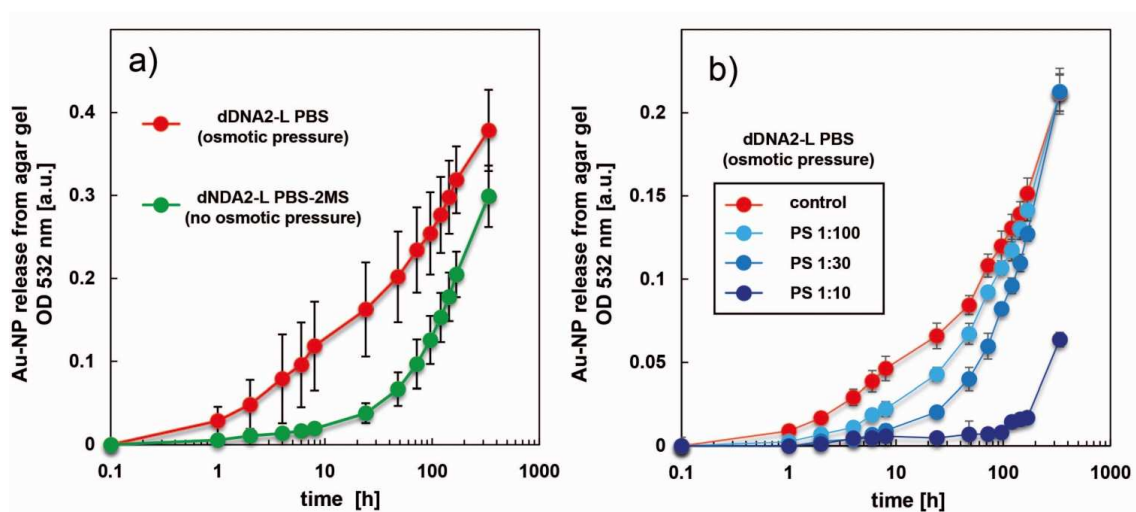 a)
Au-NP release from agar gel
OD 532 nm [a.u.]
0.4
0.3
0.2
0.1
0
dDNA2-L PBS
(osmotic pressure)
dNDA2-L PBS-2MS
(no osmotic pressure)
0.1
1
10
100
1000
time [h]
b)
Au-NP release from agar gel
OD 532 nm [a.u.]
0.2
0.15
0.1
0.05
0
dDNA2-L PBS
(osmotic pressure)
control
PS 1:100
PS 1:30
PS 1:10
0.1
1
10
100
1000
time [h]